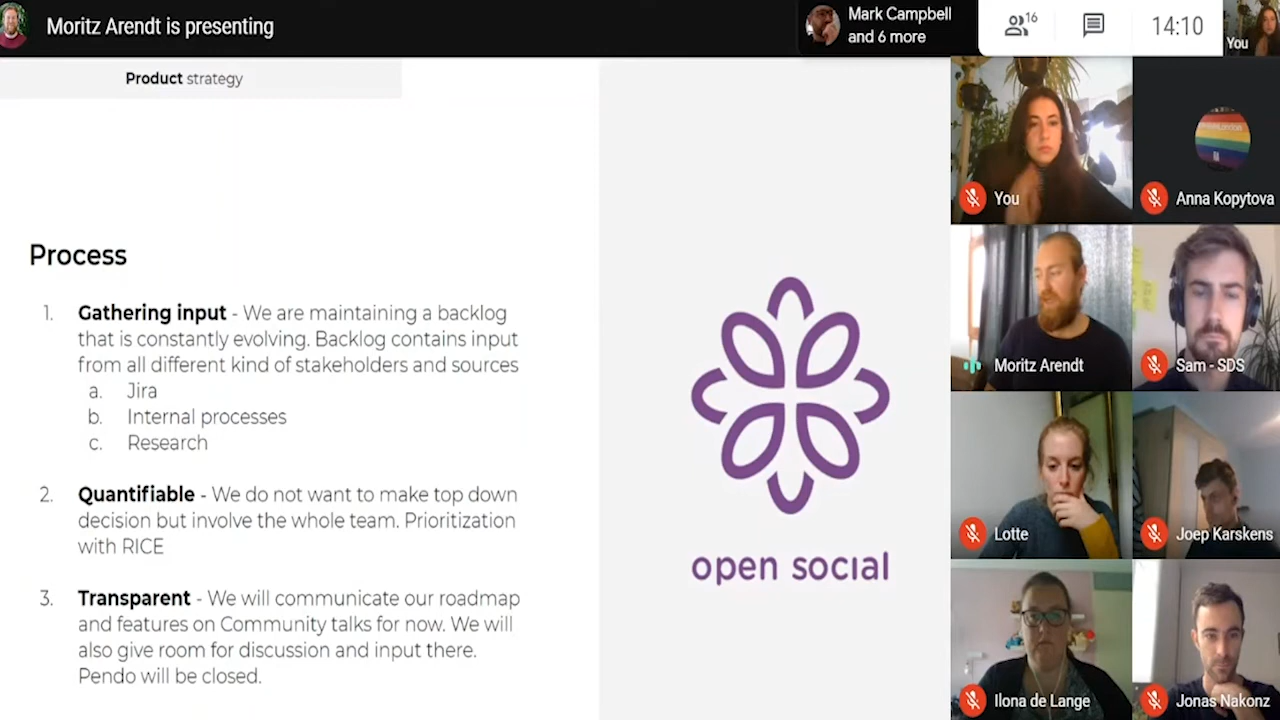 Moritz Arendt is presenting
Mark Campbell
and 6 more
16
14:10
You
Product strategy
Process
1. Gathering input - We are maintaining a backlog
that is constantly evolving. Backlog contains input
from all different kind of stakeholders and sources
a. Jira
b. Internal processes
c. Research
2. Quantifiable - We do not want to make top down
decision but involve the whole team. Prioritization
with RICE
3. Transparent - We will communicate our roadmap
and features on Community talks for now. We will
also give room for discussion and input there.
Pendo will be closed.
open social
You
Anna Kopytova
Moritz Arendt
Sam - SDS
Lotte
Joep Karskens
Ilona de Lange
Jonas Nakonz